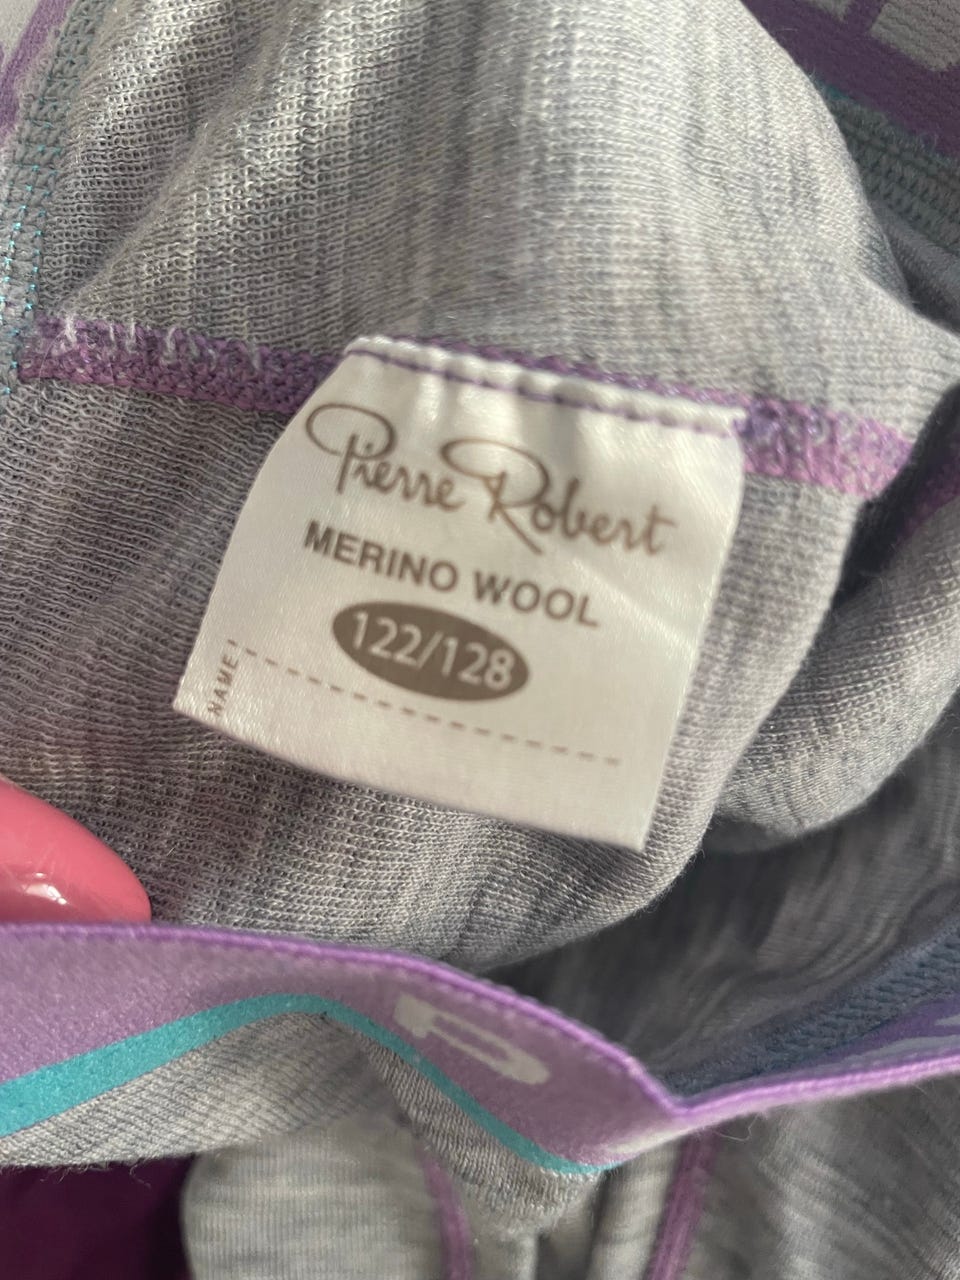 Pierre Robert
MERINO WOOL
122/128
NAME: